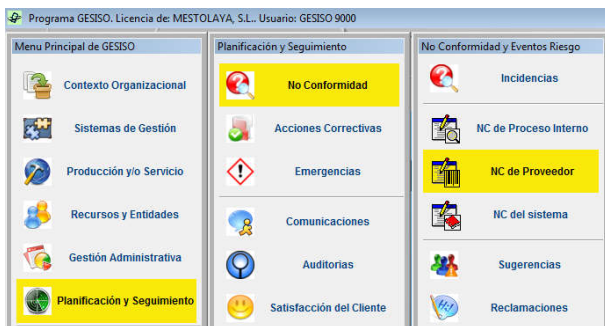 Programa GESISO. Licencia de: MESTOLAYA, S.L.. Usuario: GESISO 9000
Menu Principal de GESISO
Contexto Organizacional
Sistemas de Gestión
Producción y/o Servicio
Recursos y Entidades
Gestión Administrativa
Planificación y Seguimiento
Planificación y Seguimiento
No Conformidad
Acciones Correctivas
Emergencias
Comunicaciones
Auditorias
Satisfacción del Cliente
No Conformidad y Eventos Riesgo
Incidencias
NC de Proceso Interno
NC de Proveedor
NC del sistema
Sugerencias
Reclamaciones